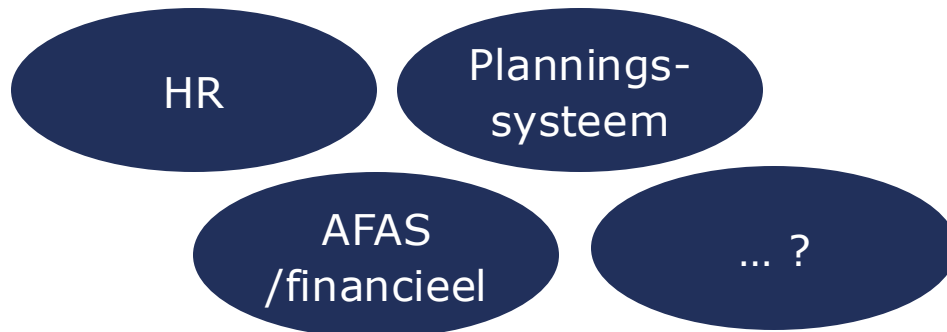 HR
Plannings-
systeem
AFAS
/financieel
... ?